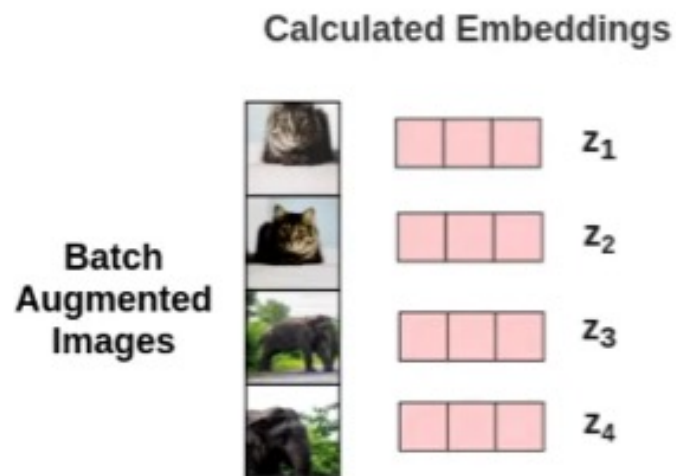 Calculated Embeddings
z1
z2
Batch
Augmented
Images
z3
z4